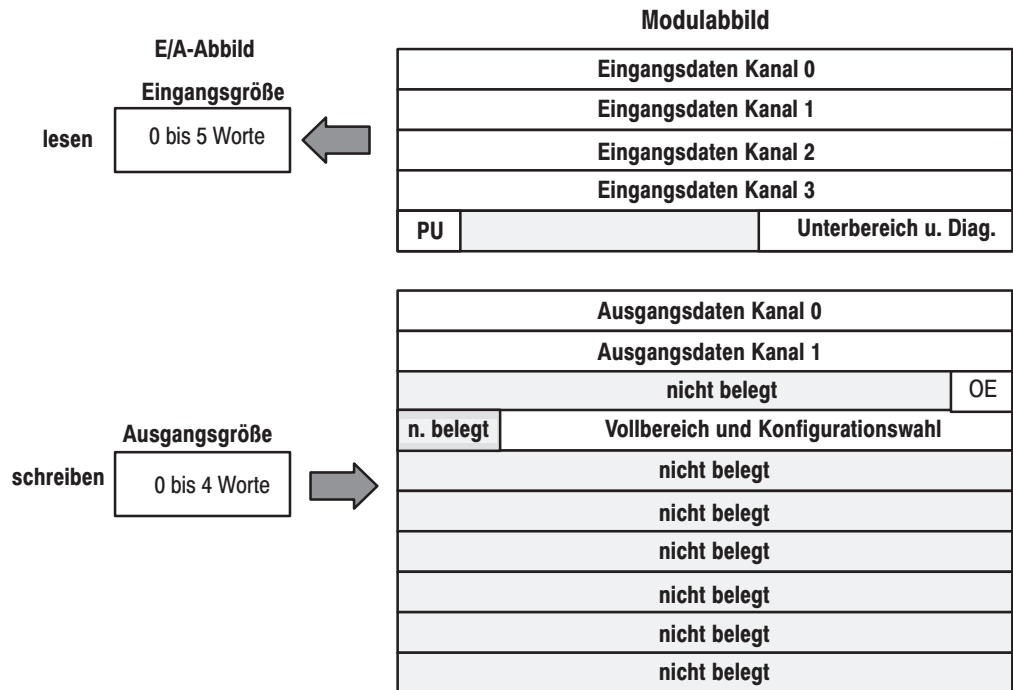 Modulabbild
E/A-Abbild
Eingangsgröße
lesen
0 bis 5 Worte
Eingangsdaten Kanal 0
Eingangsdaten Kanal 1
Eingangsdaten Kanal 2
Eingangsdaten Kanal 3
PU
Unterbereich u. Diag.
Ausgangsdaten Kanal 0
Ausgangsdaten Kanal 1
nicht belegt
OE
n. belegt
Vollbereich und Konfigurationswahl
Ausgangsgröße
schreiben
0 bis 4 Worte
nicht belegt
nicht belegt
nicht belegt
nicht belegt
nicht belegt
nicht belegt